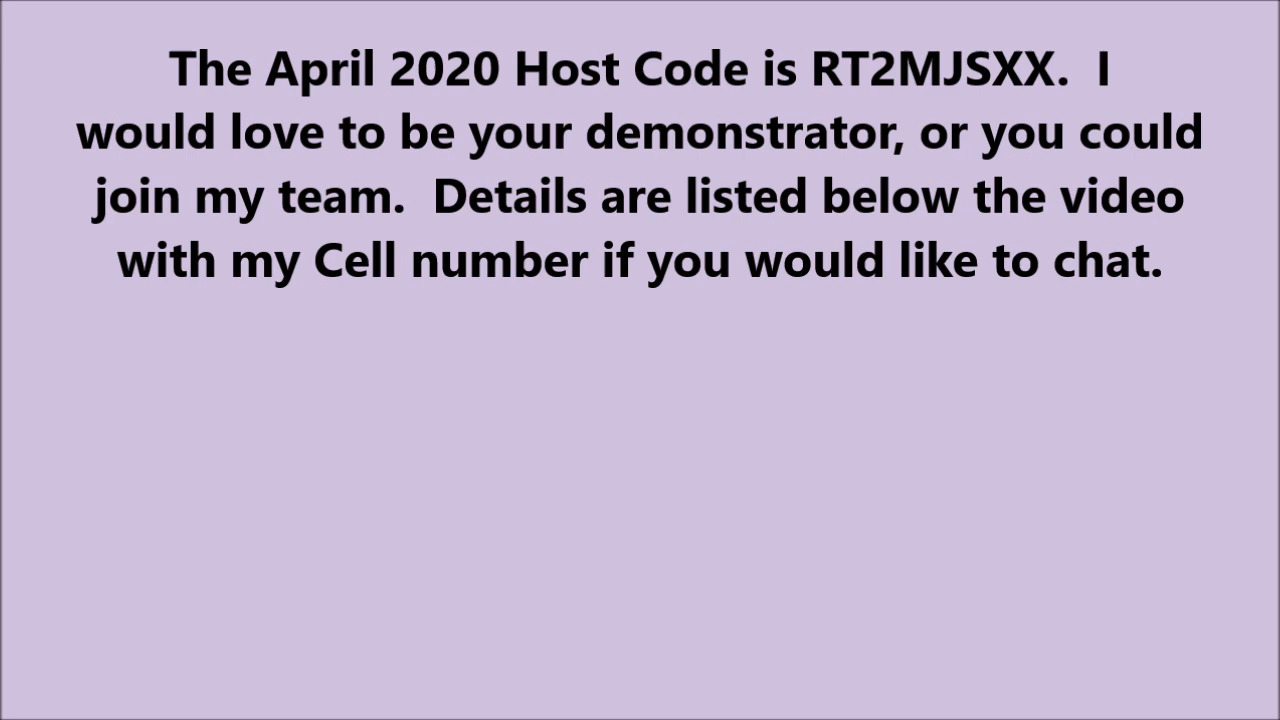 The April 2020 Host Code is RT2MJSXX.  I
would love to be your demonstrator, or you could
join my team.  Details are listed below the video
with my Cell number if you would like to chat.